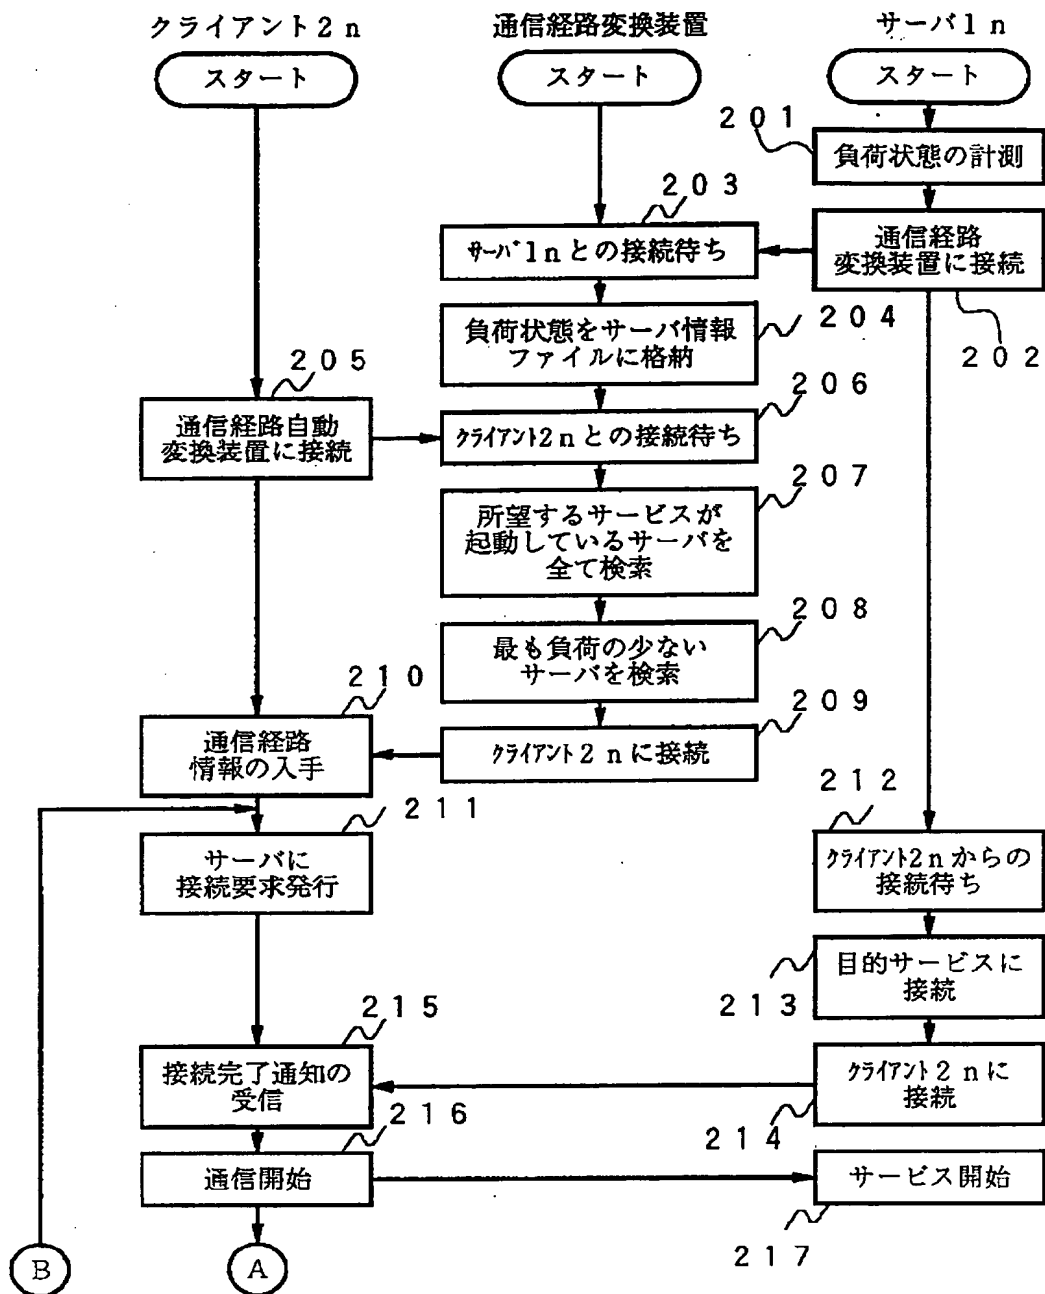 クライアント2n
通信経路変換装置
サーバ1n
スタート
スタート
スタート
201
負荷状態の計測
203
サーバ1nとの接続待ち
通信経路
変換装置に接続
202
204
負荷状態をサーバ情報
ファイルに格納
205
通信経路自動
変換装置に接続
206
クライアント2nとの接続待ち
207
所望するサービスが
起動しているサーバを
全て検索
208
最も負荷の少ない
サーバを検索
209
クライアント2nに接続
210
通信経路
情報の入手
211
サーバに
接続要求発行
212
クライアント2nからの
接続待ち
213
目的サービスに
接続
215
接続完了通知の
受信
クライアント2nに
接続
214
216
通信開始
サービス開始
217
B
A